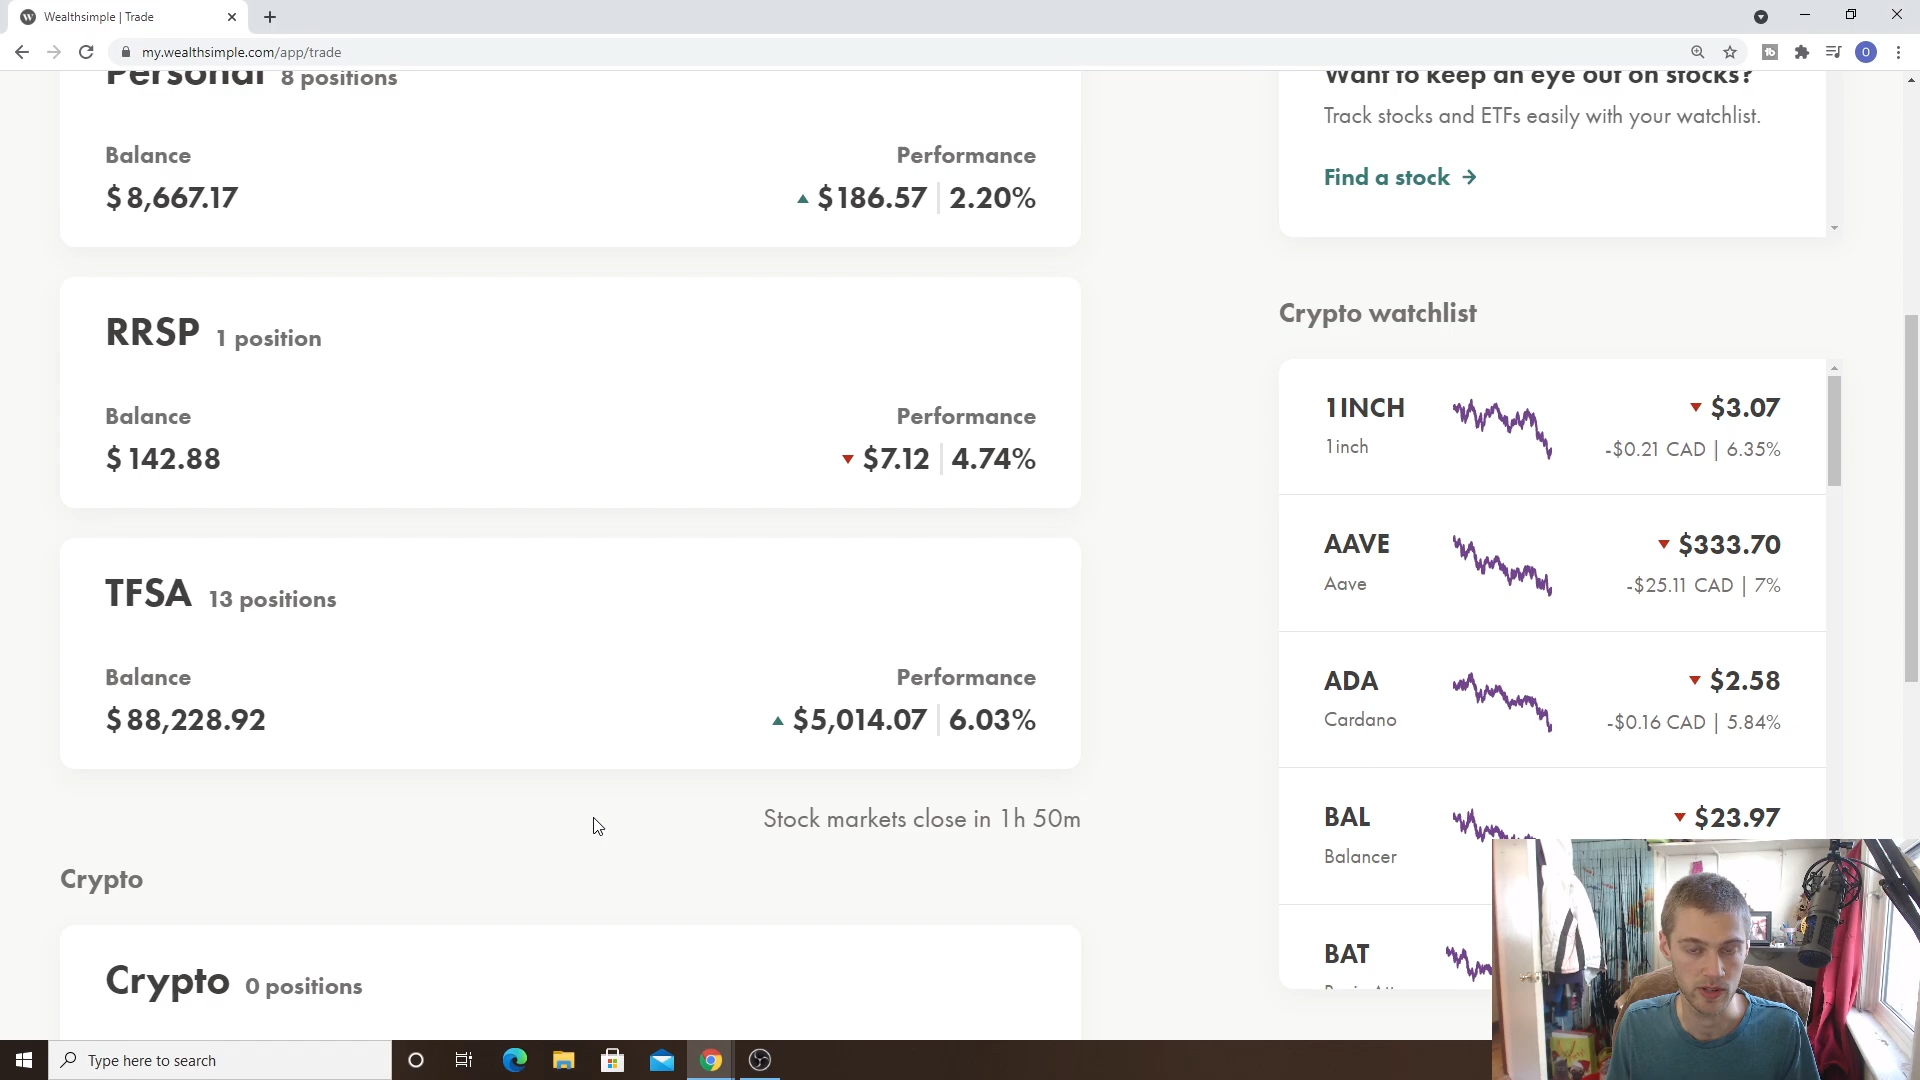 Wealthsimple | Trade
my.wealthsimple.com/app/trade
Personal 8 positions
Balance
Performance
$8,667.17
$186.57 | 2.20%
RRSP 1 position
Balance
Performance
$142.88
$7.12 | 4.74%
TFSA 13 positions
Balance
Performance
$88,228.92
$5,014.07 | 6.03%
Stock markets close in 1h 50m
Crypto
Crypto 0 positions
Want to keep an eye out on stocks?
Track stocks and ETFs easily with your watchlist.
Find a stock →
Crypto watchlist
1INCH
$3.07
1inch
-$0.21 CAD | 6.35%
AAVE
$333.70
Aave
-$25.11 CAD | 7%
ADA
$2.58
Cardano
-$0.16 CAD | 5.84%
BAL
$23.97
Balancer
BAT
Type here to search